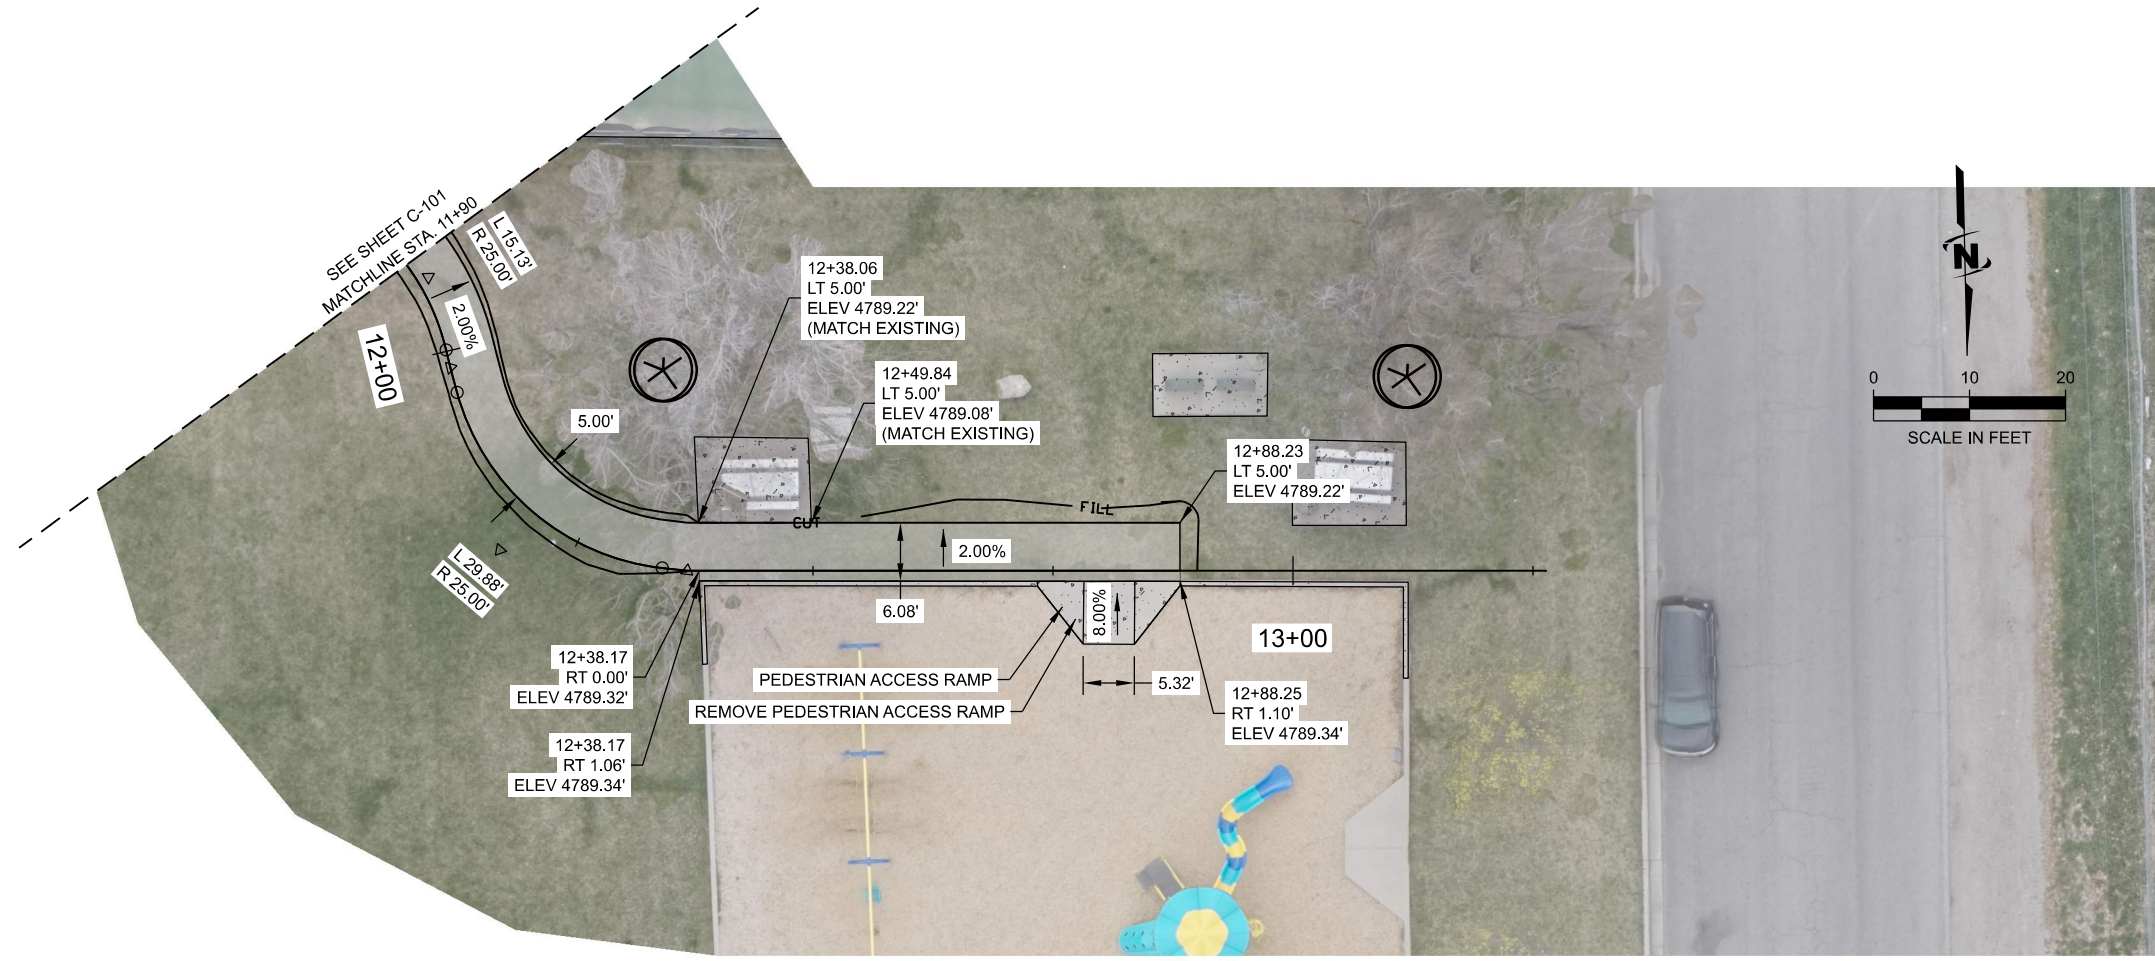 SEE SHEET C-101
MATCHLINE STA. 11+90
L 15.13'
R 25.00'
2.00%
12+00
12+38.06
LT 5.00'
ELEV 4789.22'
(MATCH EXISTING)
12+49.84
LT 5.00'
ELEV 4789.08'
(MATCH EXISTING)
N
0 10 20
SCALE IN FEET
5.00'
12+88.23
LT 5.00'
ELEV 4789.22'
CUT
FILL
2.00%
L 29.88'
R 25.00'
6.08'
8.00%
13+00
12+38.17
RT 0.00'
ELEV 4789.32'
PEDESTRIAN ACCESS RAMP
REMOVE PEDESTRIAN ACCESS RAMP
5.32'
12+88.25
RT 1.10'
ELEV 4789.34'
12+38.17
RT 1.06'
ELEV 4789.34'